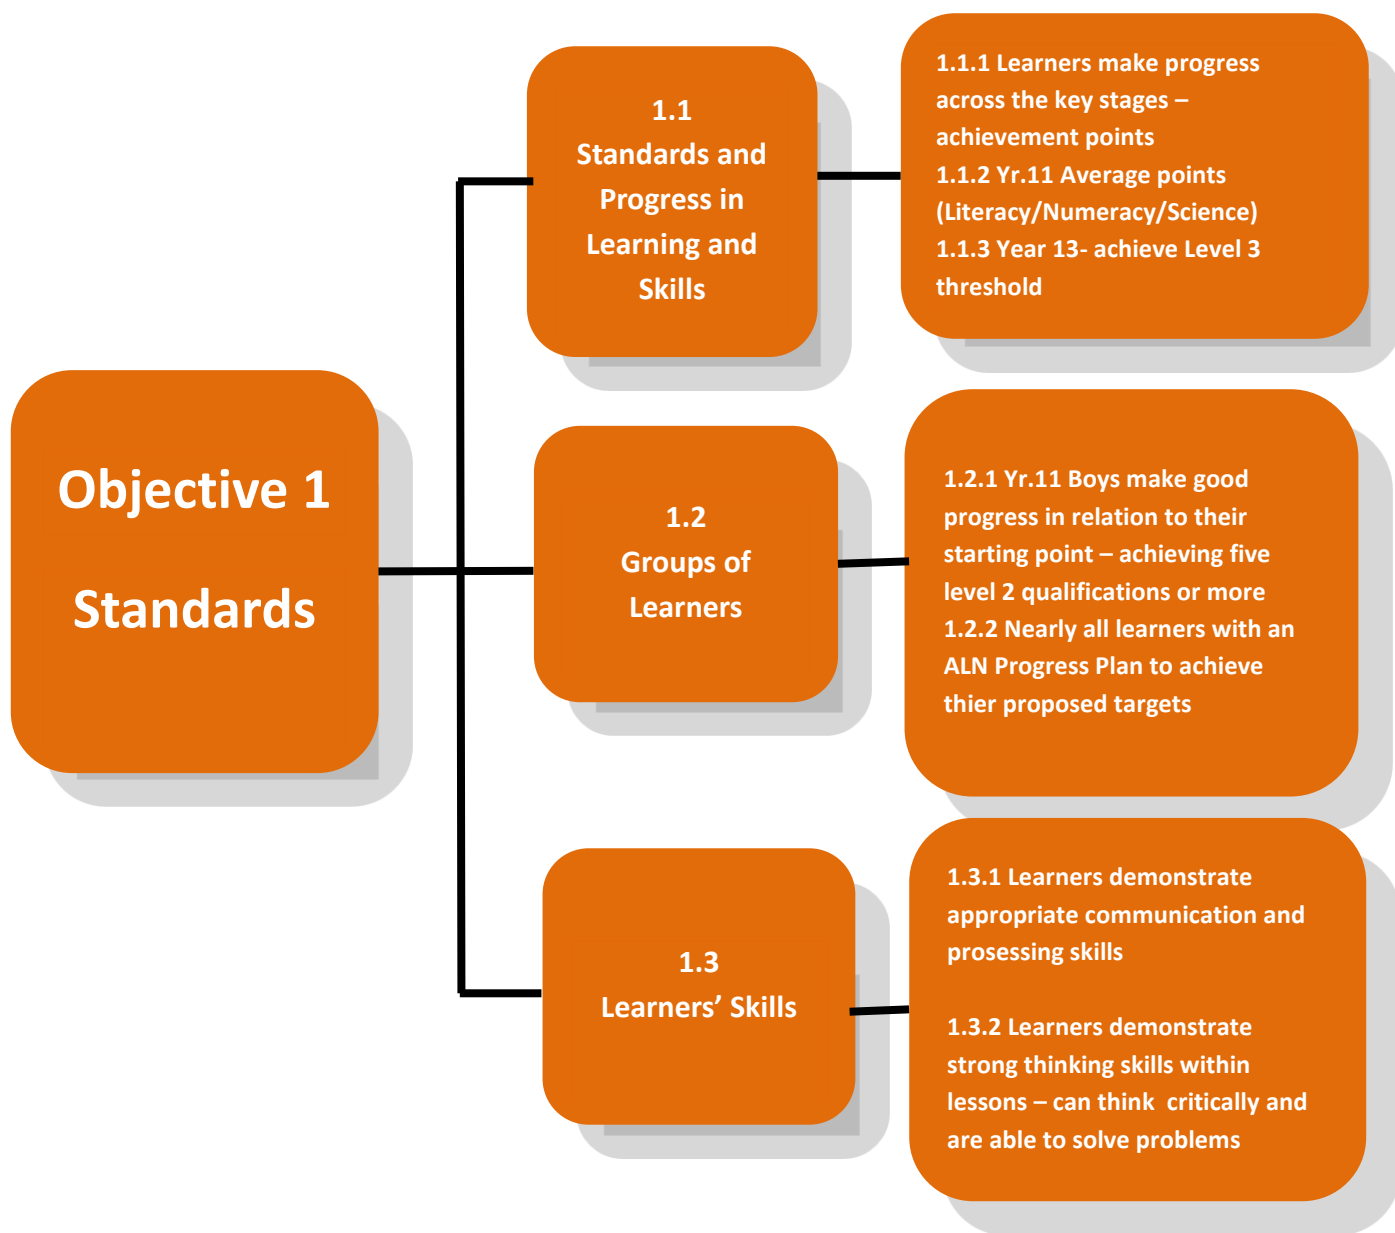 Objective 1
Standards
1.1
Standards and
Progress in
Learning and
Skills
1.1.1 Learners make progress
across the key stages –
achievement points
1.1.2 Yr.11 Average points
(Literacy/Numeracy/Science)
1.1.3 Year 13- achieve Level 3
threshold
1.2
Groups of
Learners
1.2.1 Yr.11 Boys make good
progress in relation to their
starting point – achieving five
level 2 qualifications or more
1.2.2 Nearly all learners with an
ALN Progress Plan to achieve
thier proposed targets
1.3
Learners’ Skills
1.3.1 Learners demonstrate
appropriate communication and
prosessing skills
1.3.2 Learners demonstrate
strong thinking skills within
lessons – can think  critically and
are able to solve problems